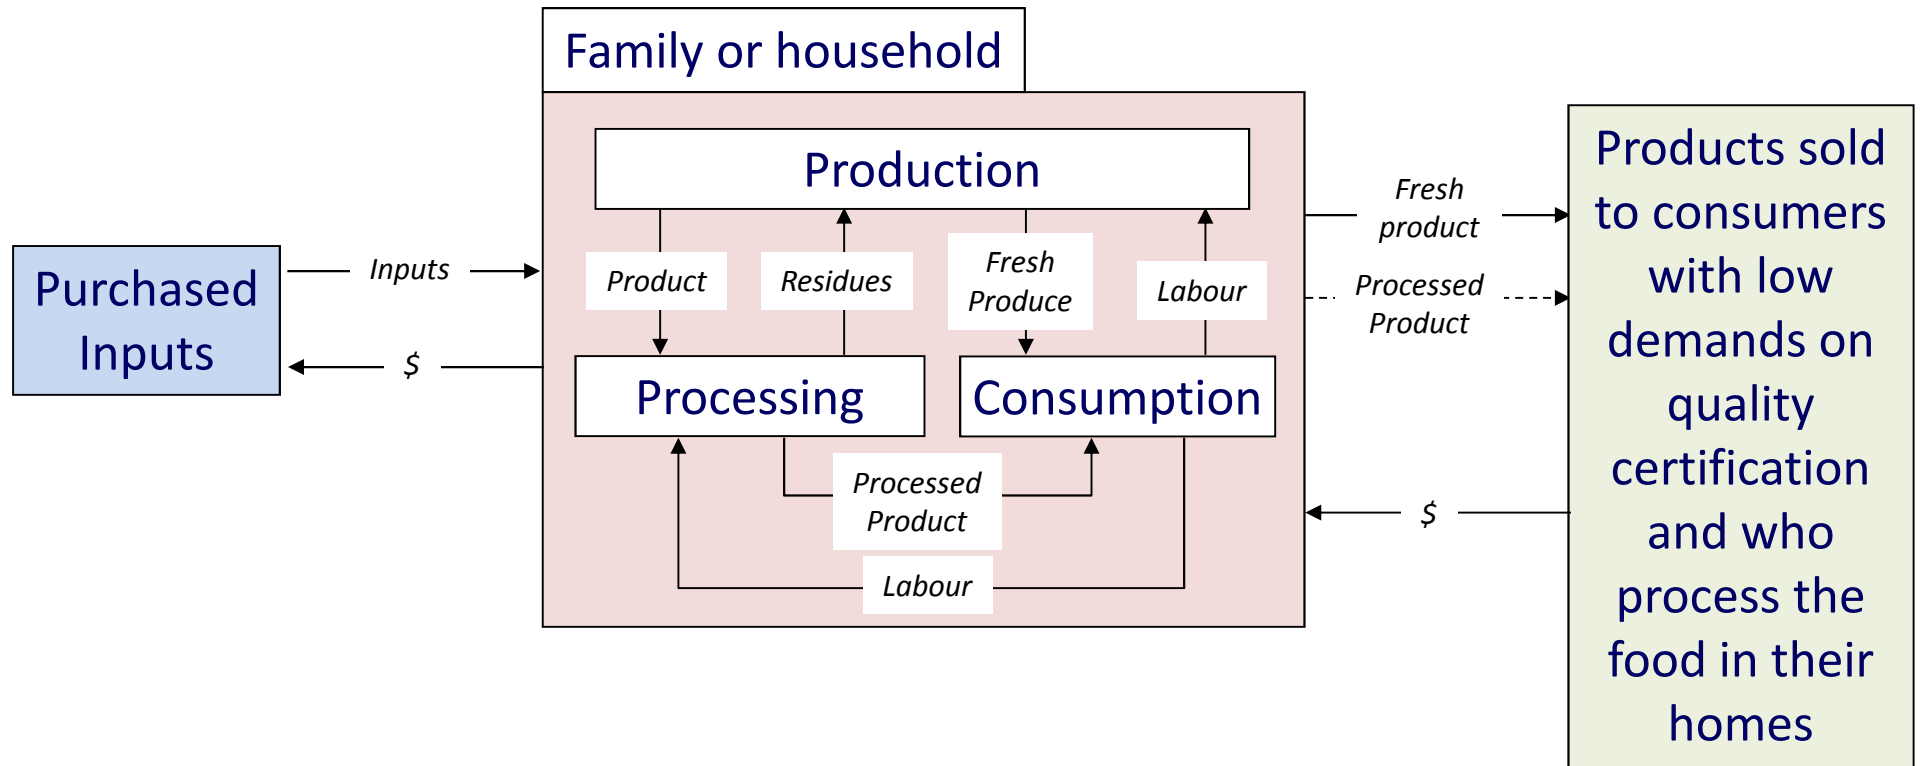 Family or household
Production
Product
Residues
Fresh
Produce
Labour
Processing
Consumption
Processed
Product
Labour
Purchased
Inputs
Inputs
$
Fresh
product
Processed
Product
$
Products sold
to consumers
with low
demands on
quality
certification
and who
process the
food in their
homes